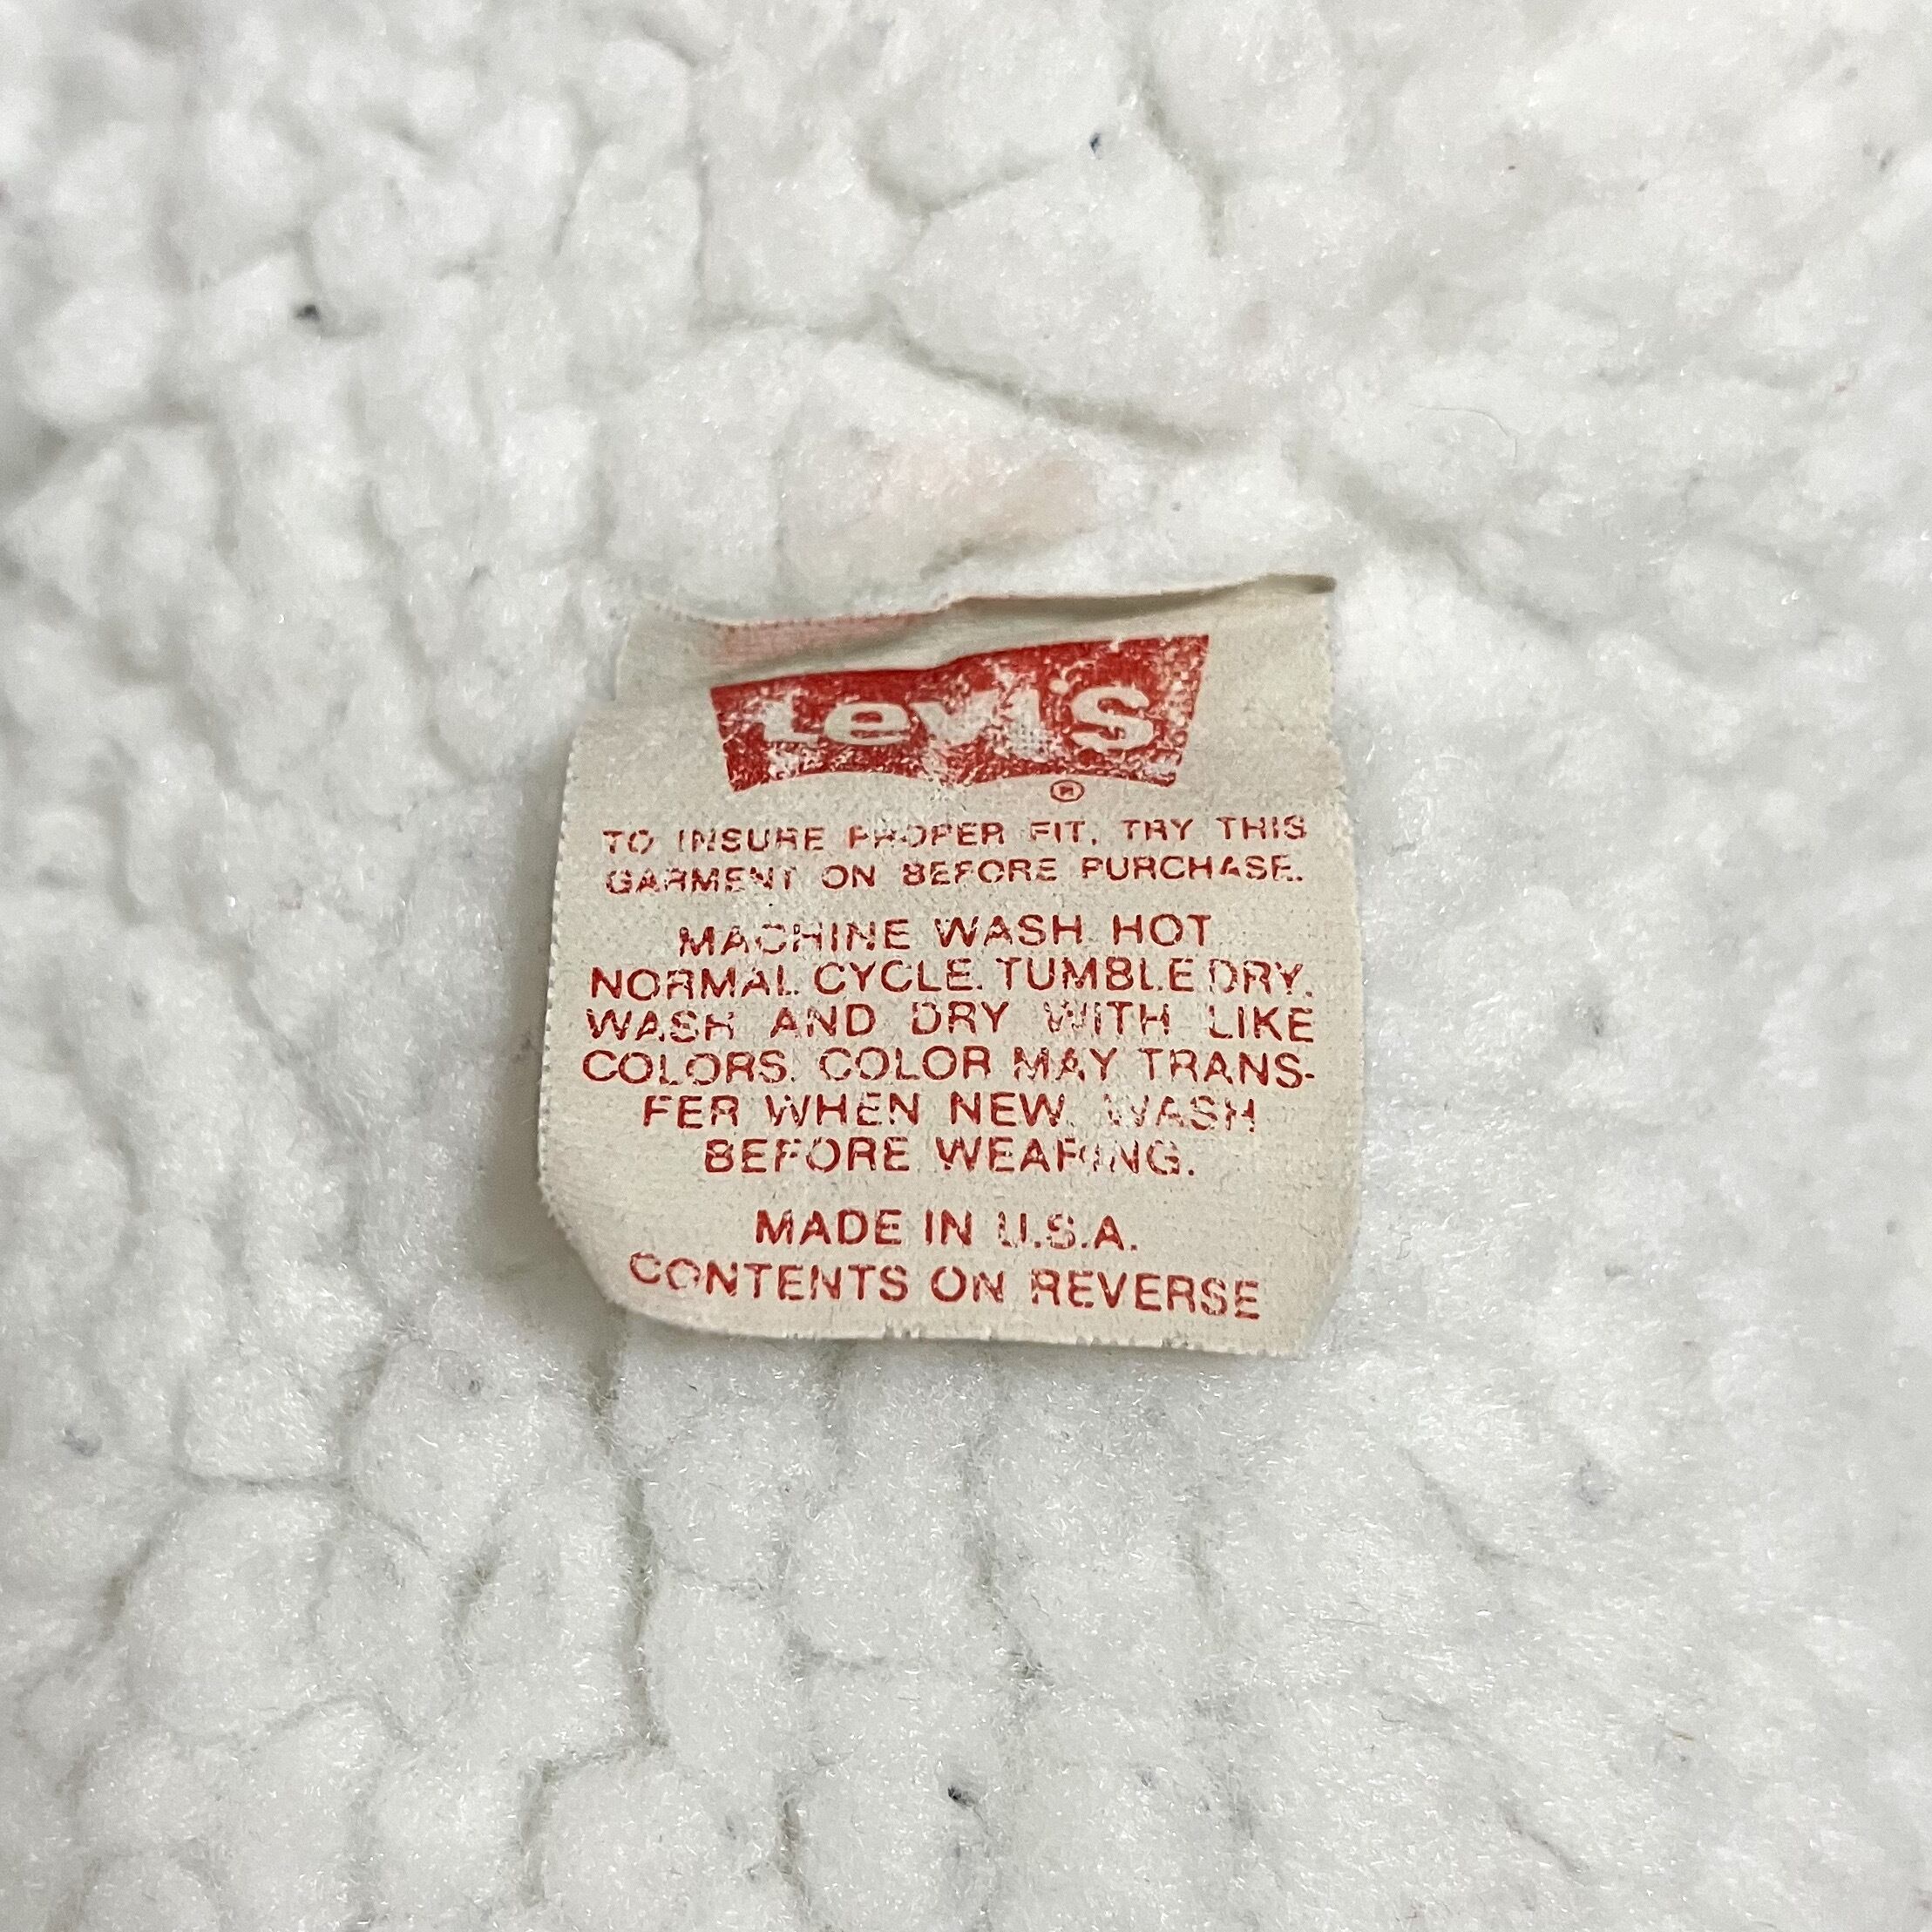 Levi's
®
TO INSURE PROPER FIT, TRY THIS
GARMENT ON BEFORE PURCHASE.
MACHINE WASH HOT
NORMAL CYCLE. TUMBLE DRY.
WASH AND DRY WITH LIKE
COLORS. COLOR MAY TRANS-
FER WHEN NEW. WASH
BEFORE WEARING.
MADE IN U.S.A.
CONTENTS ON REVERSE